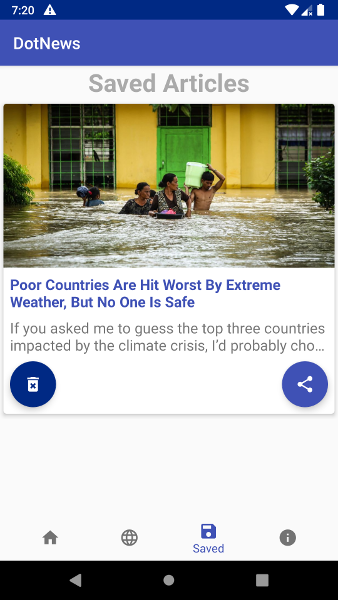 7:20
DotNews
Saved Articles
Poor Countries Are Hit Worst By Extreme
Weather, But No One Is Safe
If you asked me to guess the top three countries
impacted by the climate crisis, I'd probably cho...
Saved